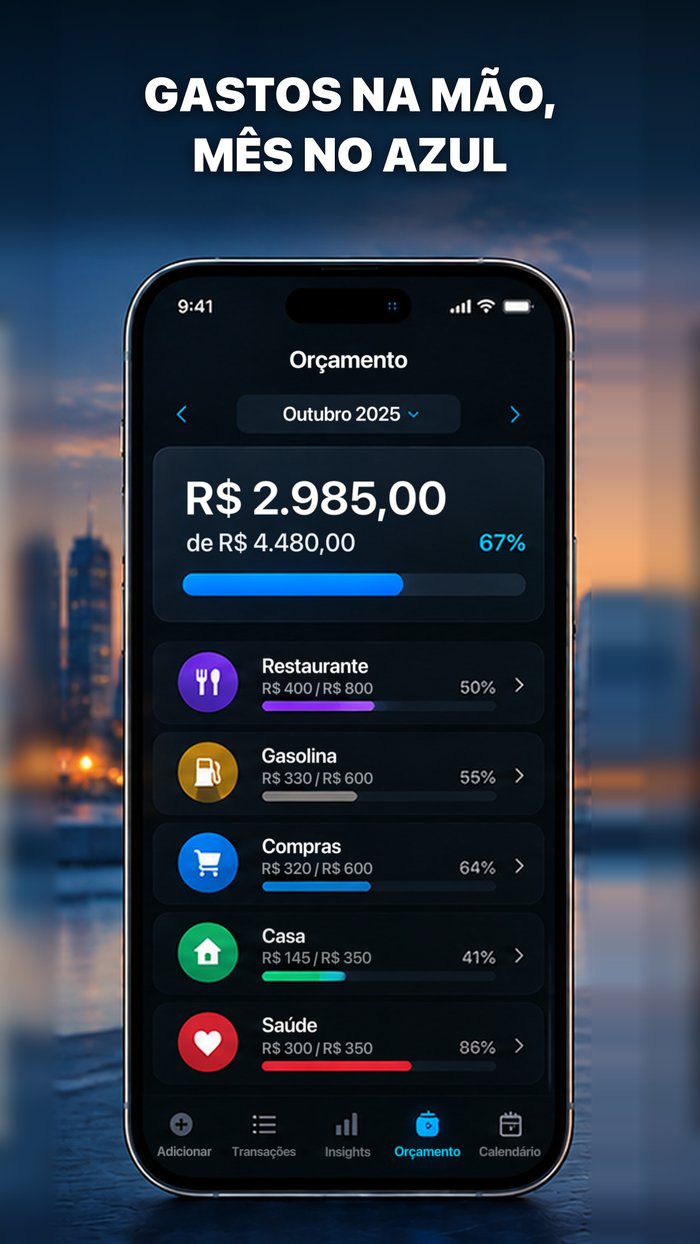 GASTOS NA MÃO,
MÊS NO AZUL
9:41
Orçamento
Outubro 2025
R$ 2.985,00
de R$ 4.480,00
67%
Restaurante
R$ 400 / R$ 800
50%
Gasolina
R$ 330 / R$ 600
55%
Compras
R$ 320 / R$ 600
64%
Casa
R$ 145 / R$ 350
41%
Saúde
R$ 300 / R$ 350
86%
Adicionar
Transações
Insights
Orçamento
Calendário